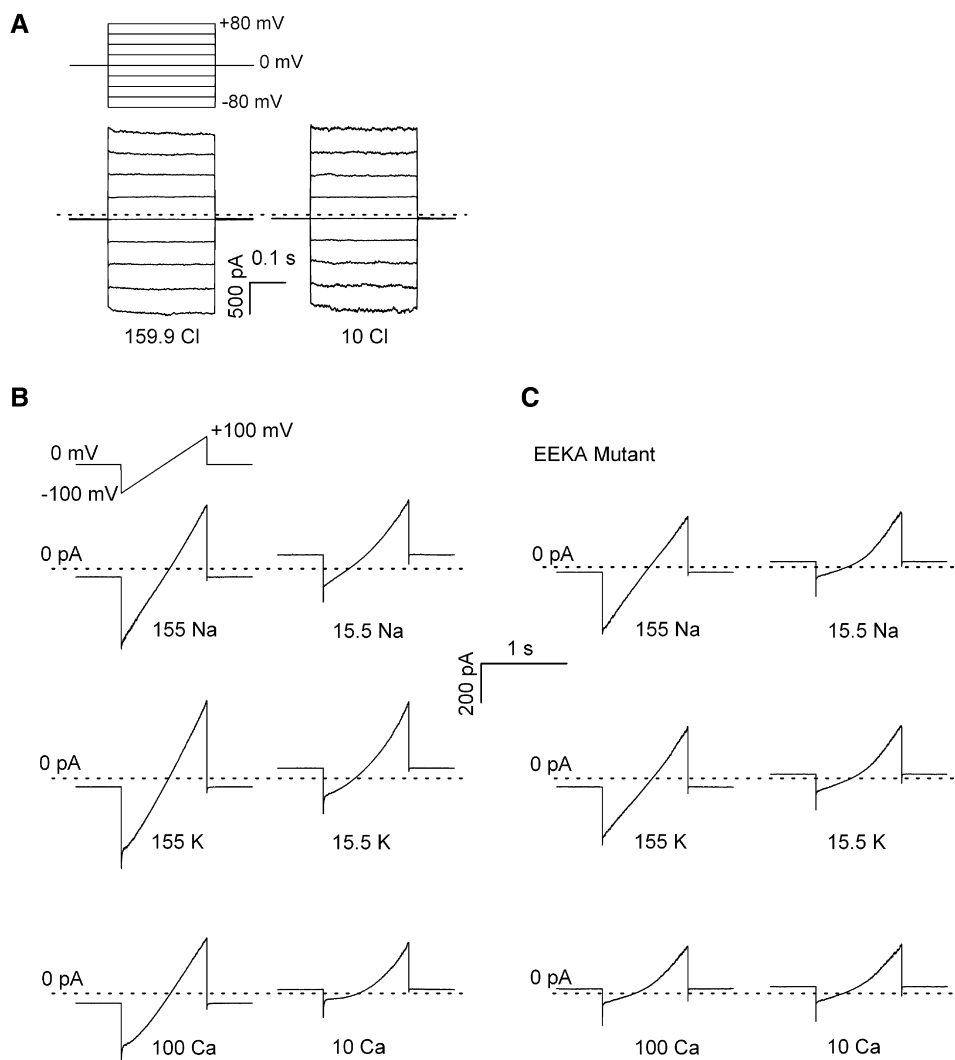 A
+80 mV
0 mV
-80 mV
0.1 s
500 pA
159.9 Cl
10 Cl
B
C
+100 mV
0 mV
-100 mV
EEKA Mutant
0 pA
0 pA
155 Na
15.5 Na
155 Na
15.5 Na
1 s
200 pA
0 pA
0 pA
155 K
15.5 K
155 K
15.5 K
0 pA
0 pA
100 Ca
10 Ca
100 Ca
10 Ca